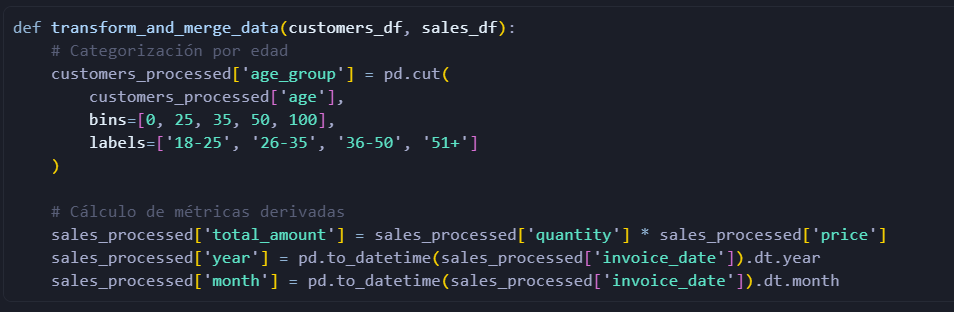 def transform_and_merge_data(customers_df, sales_df):
    # Categorización por edad
    customers_processed['age_group'] = pd.cut(
        customers_processed['age'],
        bins=[0, 25, 35, 50, 100],
        labels=['18-25', '26-35', '36-50', '51+']
    )

    # Cálculo de métricas derivadas
    sales_processed['total_amount'] = sales_processed['quantity'] * sales_processed['price']
    sales_processed['year'] = pd.to_datetime(sales_processed['invoice_date']).dt.year
    sales_processed['month'] = pd.to_datetime(sales_processed['invoice_date']).dt.month